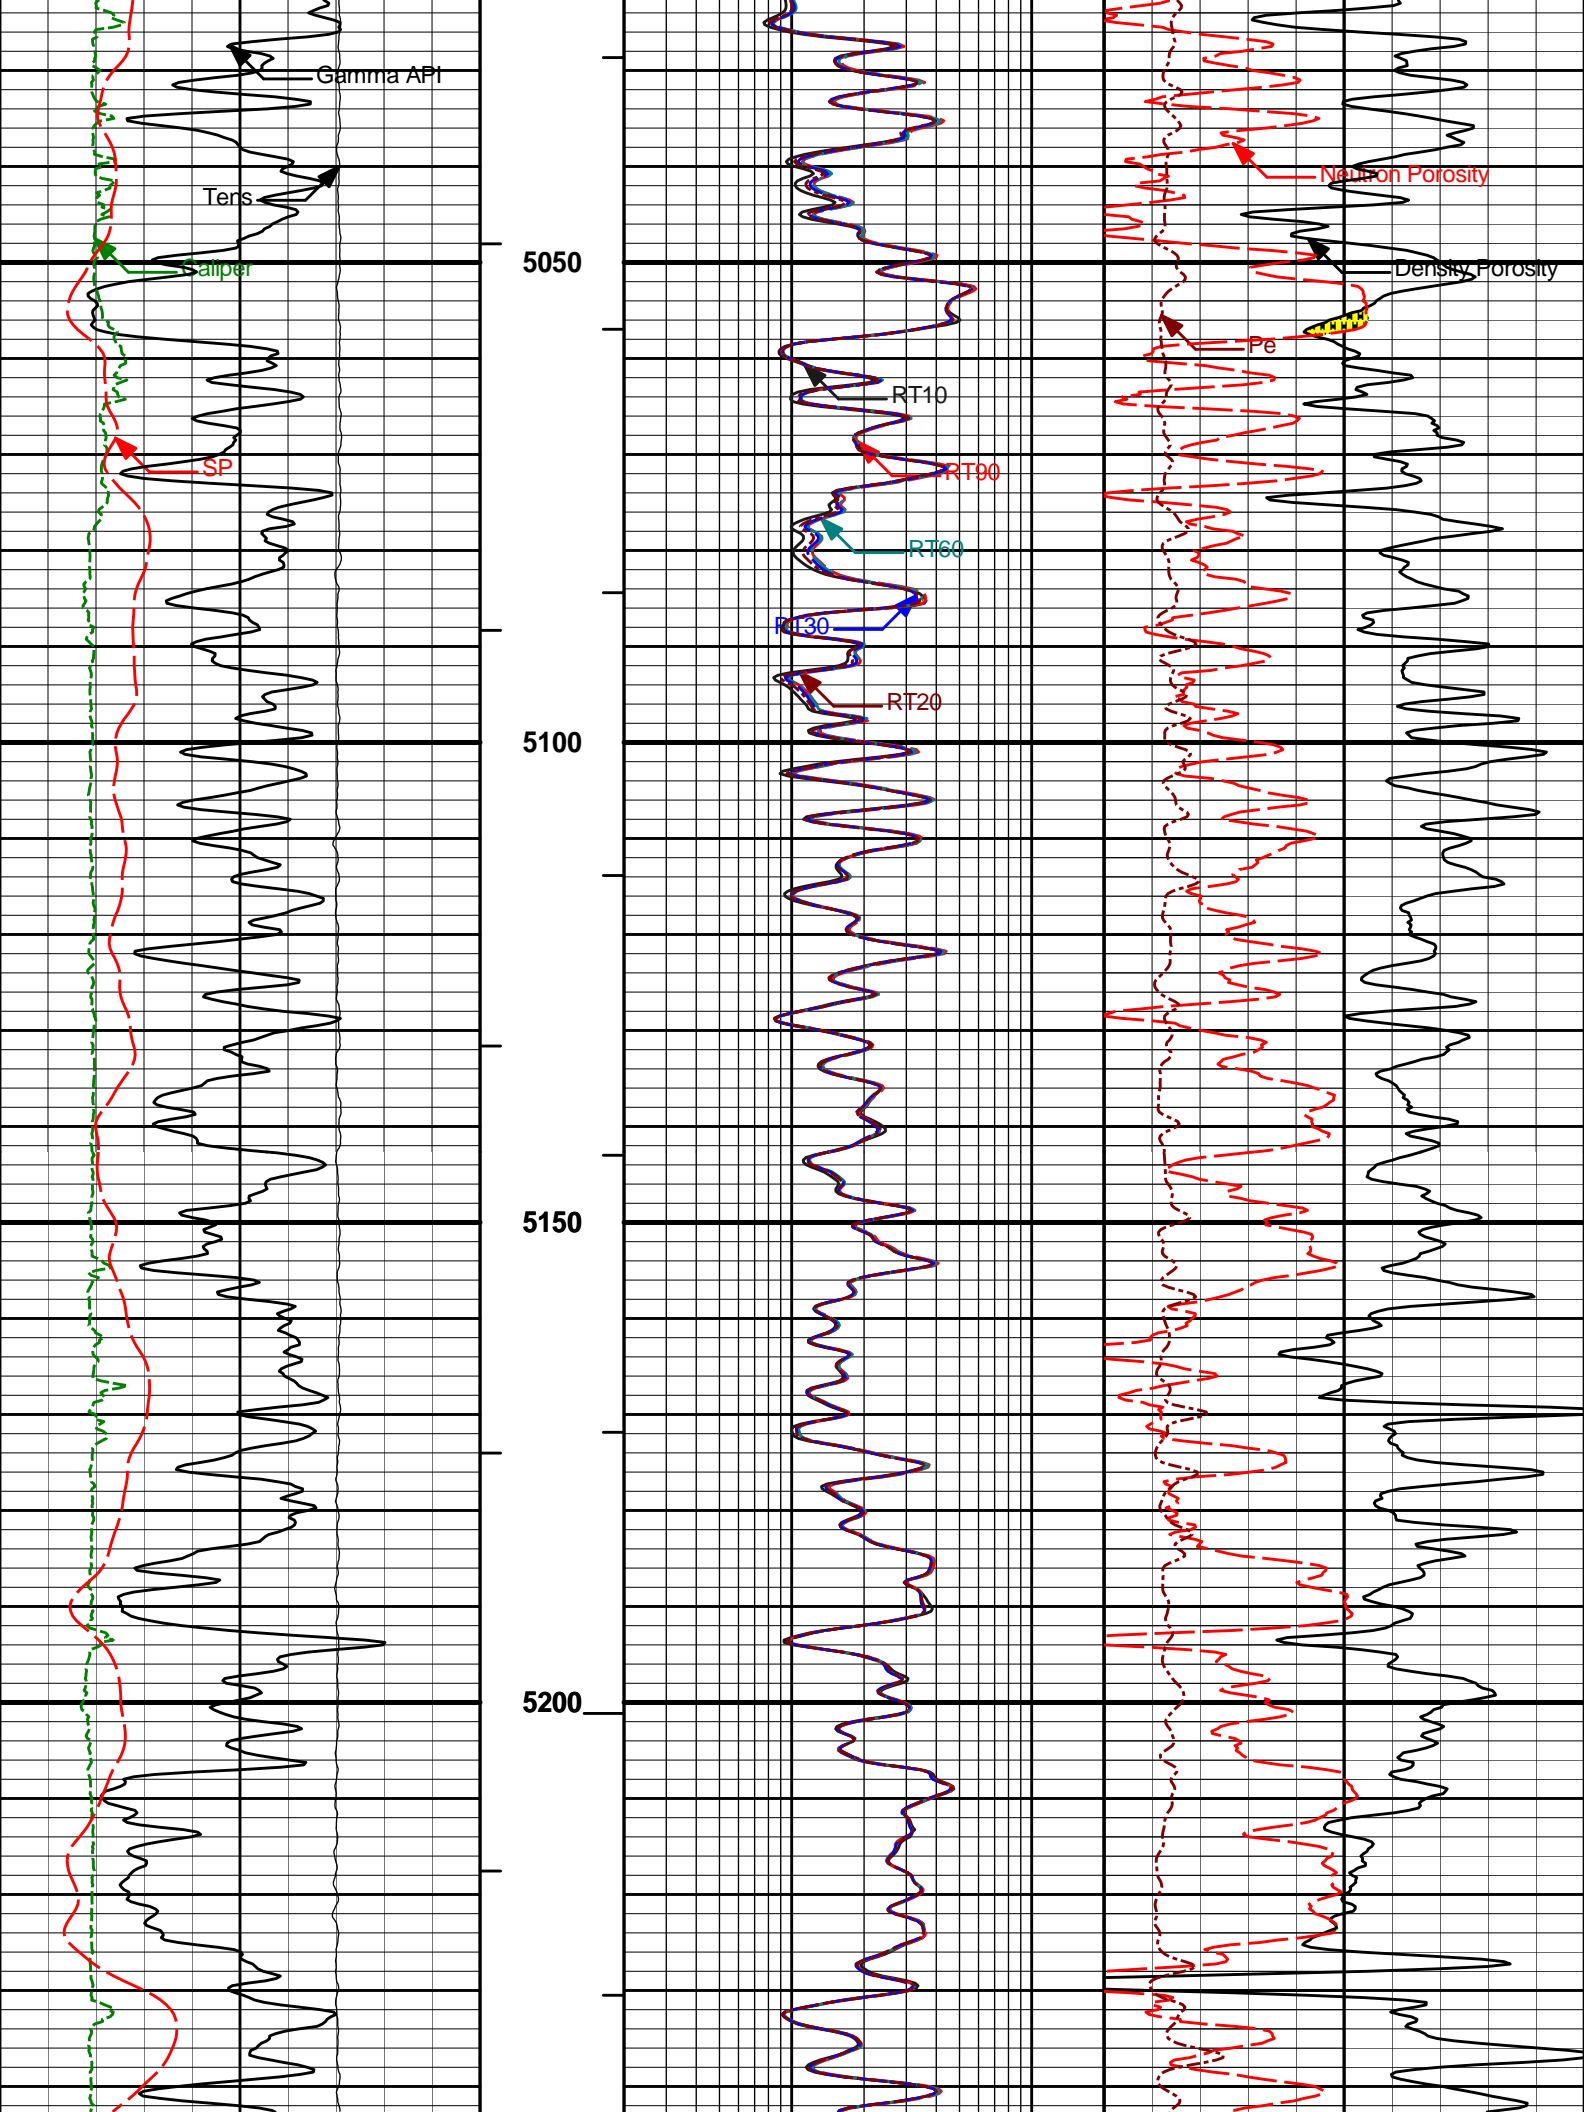 Gamma API
Neutron Porosity
Tens
5050
Caliper
Density Porosity
Pe
RT10
SP
RT90
RT60
RT30
RT20
5100
5150
5200